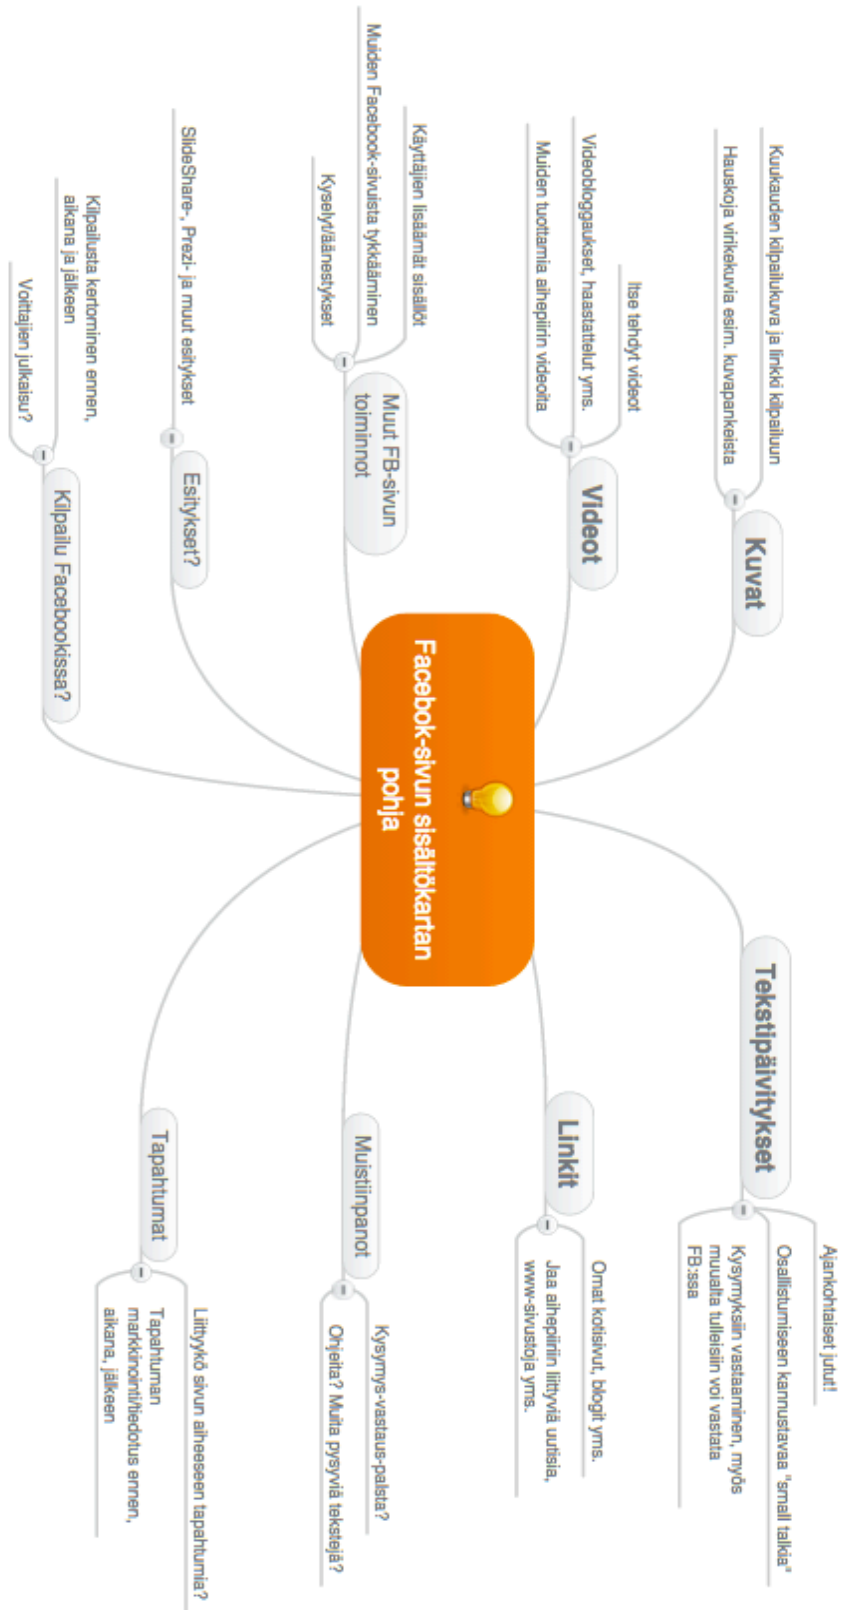 Facebok-sivun sisältökartan
pohja
Tekstipäivitykset
Ajankohtaiset jutut!
Osallistumiseen kannustavaa "small talkia"
Kysymyksiin vastaaminen, myös
muualta tulleisiin voi vastata
FB:ssa
Linkit
Omat kotisivut, blogit yms.
Jaa aihepiiriin liittyviä uutisia,
www-sivustoja yms.
Muistiinpanot
Kysymys-vastaus-palsta?
Ohjeita? Muita pysyviä tekstejä?
Tapahtumat
Liittyykö sivun aiheeseen tapahtumia?
Tapahtuman
markkinointi/tiedotus ennen,
aikana, jälkeen
Kuvat
Kuukauden kilpailukuva ja linkki kilpailuun
Hauskoja virikekuvia esim. kuvapankeista
Videot
Itse tehdyt videot
Videobloggaukset, haastattelut yms.
Muiden tuottamia aihepiirin videoita
Muut FB-sivun
toiminnot
Käyttäjien lisäämät sisällöt
Muiden Facebook-sivuista tykkääminen
Kyselyt/äänestykset
Esitykset?
SlideShare-, Prezi- ja muut esitykset
Kilpailu Facebookissa?
Kilpailusta kertominen ennen,
aikana ja jälkeen
Voittajien julkaisu?